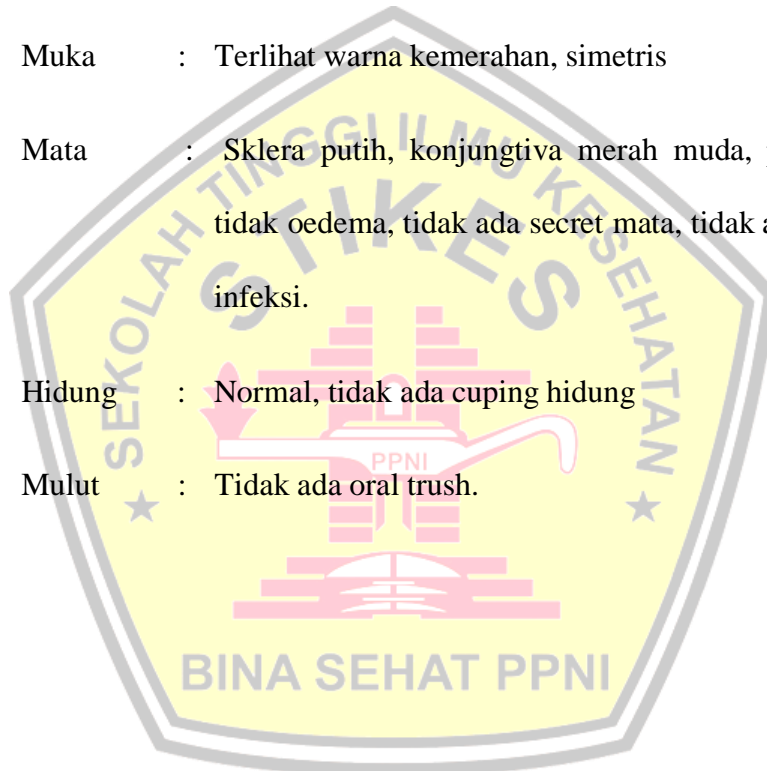 Muka : Terlihat warna kemerahan, simetris
Mata : Sklera putih, konjungtiva merah muda,
tidak oedema, tidak ada secret mata, tidak
infeksi.
Hidung : Normal, tidak ada cuping hidung
Mulut : Tidak ada oral trush.
SEKOLAH TINGGI ILMU KESEHATAN
STIKES
PPNI
BINA SEHAT PPNI